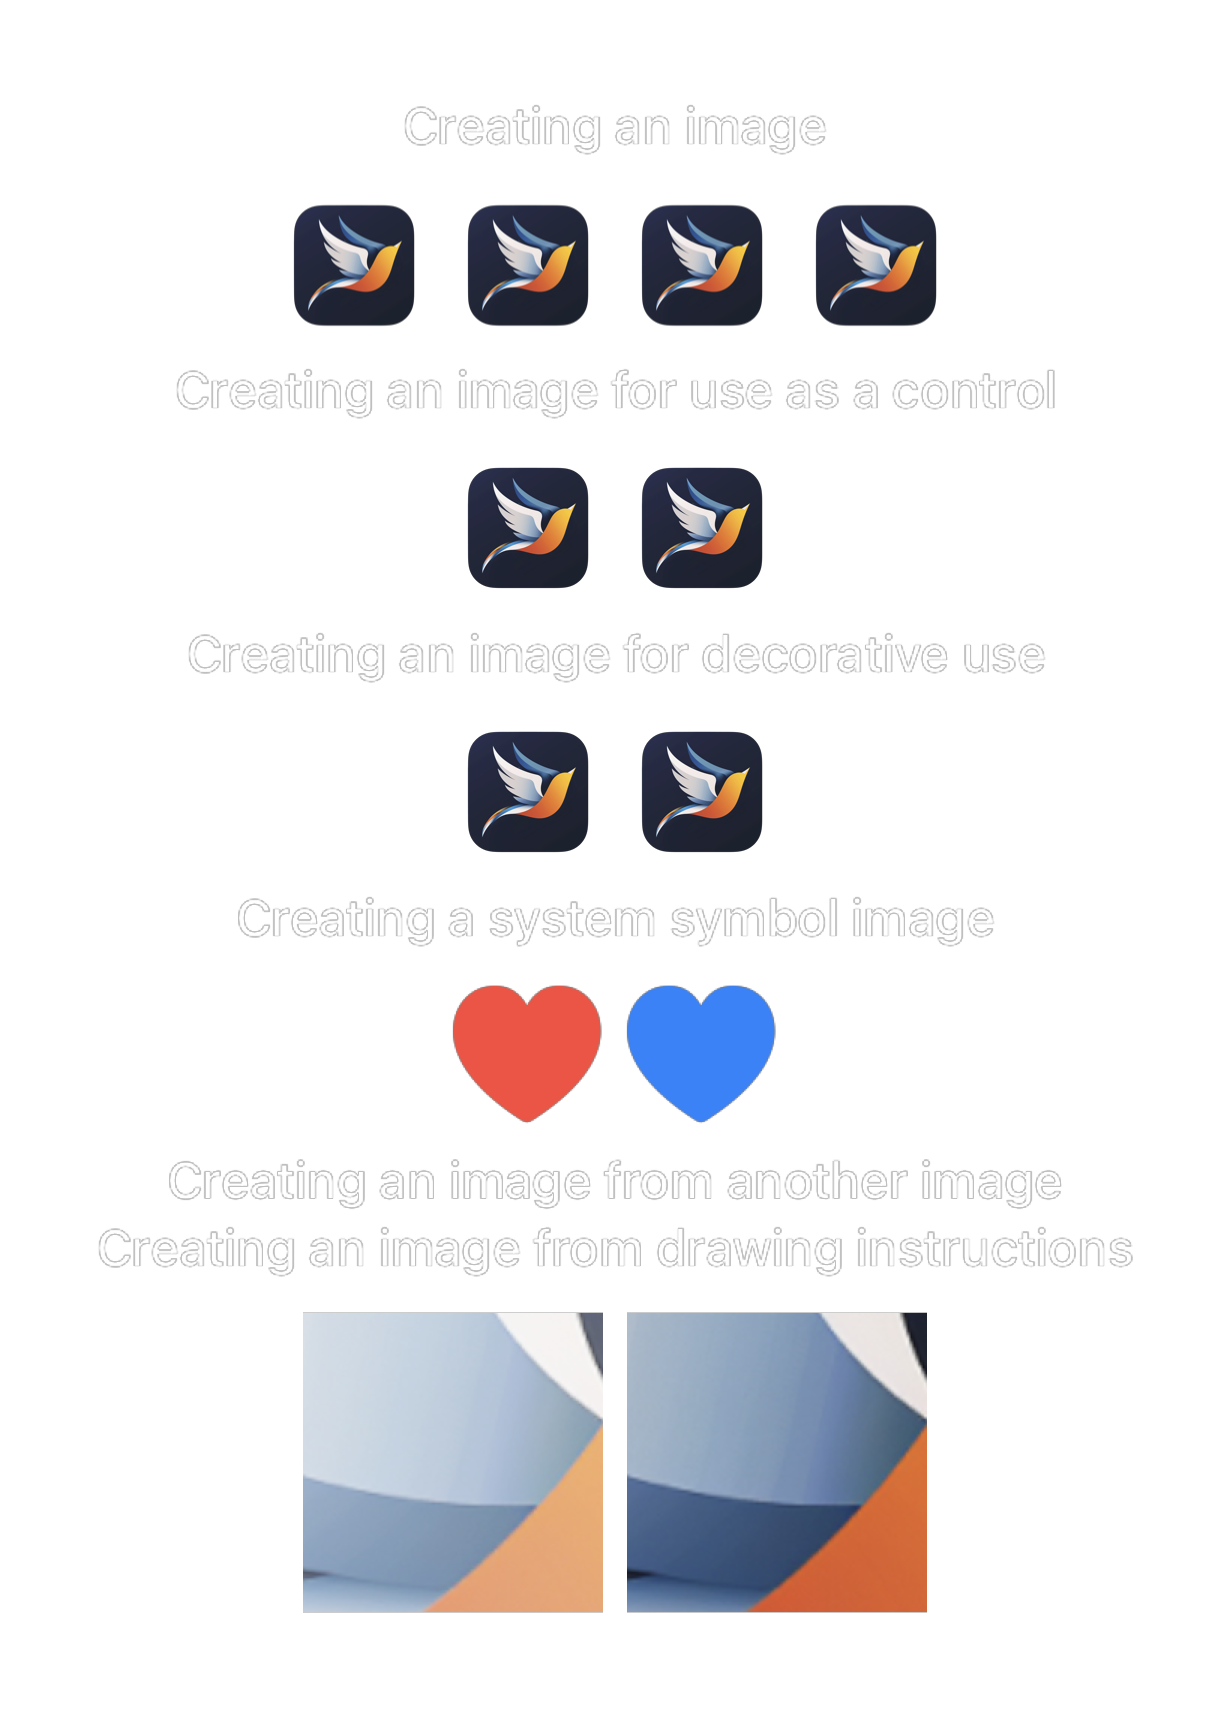 Creating an image
Creating an image for use as a control
Creating an image for decorative use
Creating a system symbol image
Creating an image from another image
Creating an image from drawing instructions